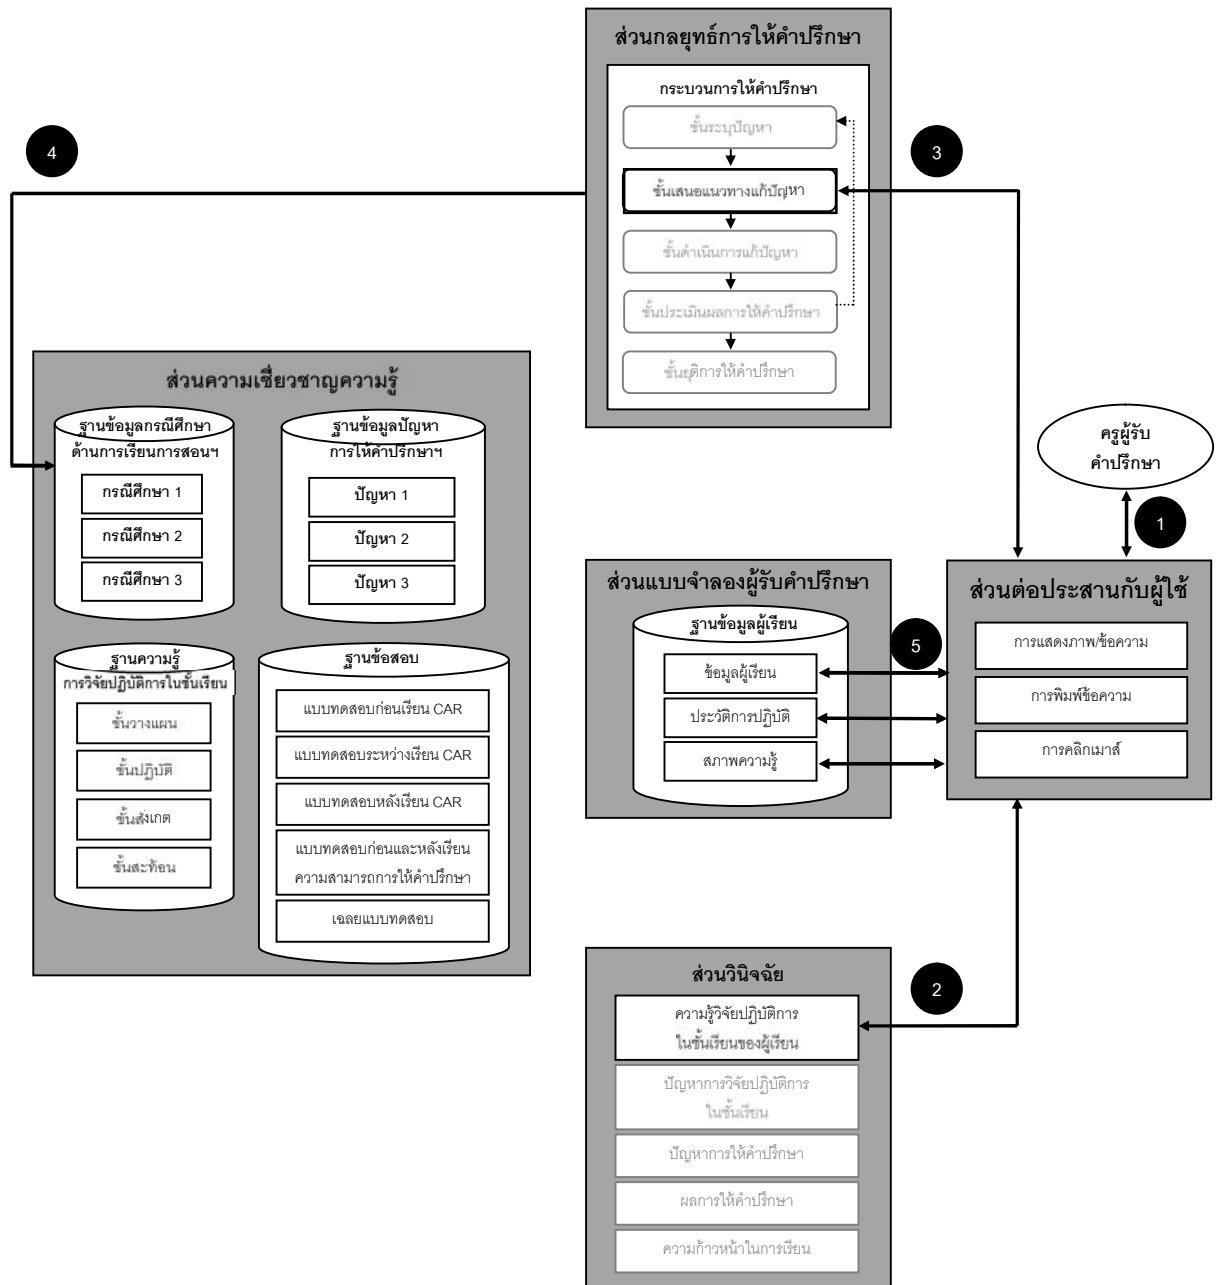 ส่วนกลยุทธ์การให้คำปรึกษา
กระบวนการให้คำปรึกษา
ขั้นระบุปัญหา
ขั้นเสนอแนวทางแก้ปัญหา
ขั้นดำเนินการแก้ปัญหา
ขั้นประเมินผลการให้คำปรึกษา
ขั้นยุติการให้คำปรึกษา
4
3
ส่วนความเชี่ยวชาญความรู้
ฐานข้อมูลกรณีศึกษา
ด้านการเรียนการสอนฯ
กรณีศึกษา 1
กรณีศึกษา 2
กรณีศึกษา 3
ฐานข้อมูลปัญหา
การให้คำปรึกษาฯ
ปัญหา 1
ปัญหา 2
ปัญหา 3
ฐานความรู้
การวิจัยปฏิบัติการในชั้นเรียน
ขั้นวางแผน
ขั้นปฏิบัติ
ขั้นสังเกต
ขั้นสะท้อน
ฐานข้อสอบ
แบบทดสอบก่อนเรียน CAR
แบบทดสอบระหว่างเรียน CAR
แบบทดสอบหลังเรียน CAR
แบบทดสอบก่อนและหลังเรียน
ความสามารถการให้คำปรึกษา
เฉลยแบบทดสอบ
ครูผู้รับ
คำปรึกษา
1
ส่วนแบบจำลองผู้รับคำปรึกษา
ฐานข้อมูลผู้เรียน
ข้อมูลผู้เรียน
ประวัติการปฏิบัติ
สภาพความรู้
5
ส่วนต่อประสานกับผู้ใช้
การแสดงภาพ/ข้อความ
การพิมพ์ข้อความ
การคลิกเมาส์
ส่วนวินิจฉัย
ความรู้วิจัยปฏิบัติการ
ในชั้นเรียนของผู้เรียน
ปัญหาการวิจัยปฏิบัติการ
ในชั้นเรียน
ปัญหาการให้คำปรึกษา
ผลการให้คำปรึกษา
ความก้าวหน้าในการเรียน
2